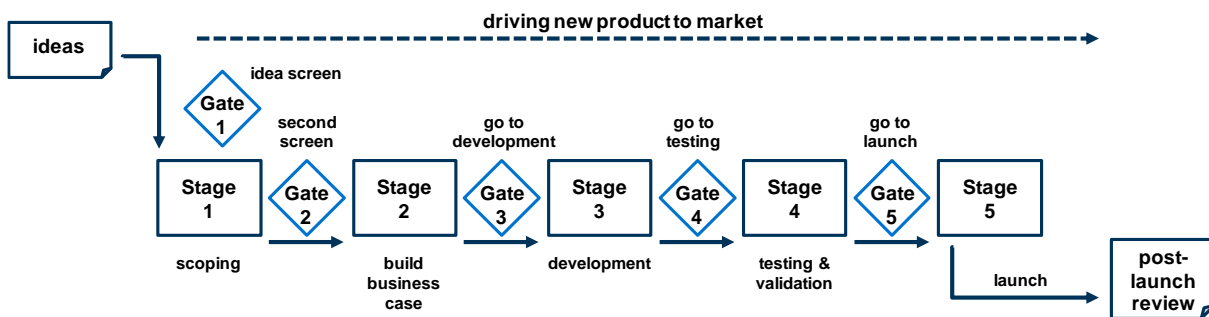 driving new product to market
ideas
idea screen
Gate
1
second
screen
go to
development
go to
testing
go to
launch
Stage
1
Gate
2
Stage
2
Gate
3
Stage
3
Gate
4
Stage
4
Gate
5
Stage
5
scoping
build
business
case
development
testing &
validation
launch
post-
launch
review